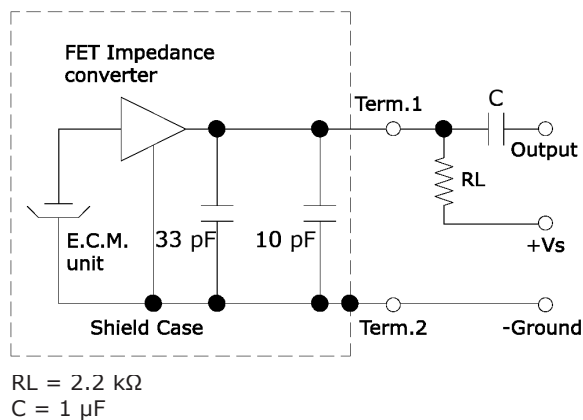 FET Impedance
converter
Term.1
C
Output
RL
+Vs
E.C.M.
unit
33 pF
10 pF
Shield Case
Term.2
-Ground
RL = 2.2 kΩ
C = 1 μF